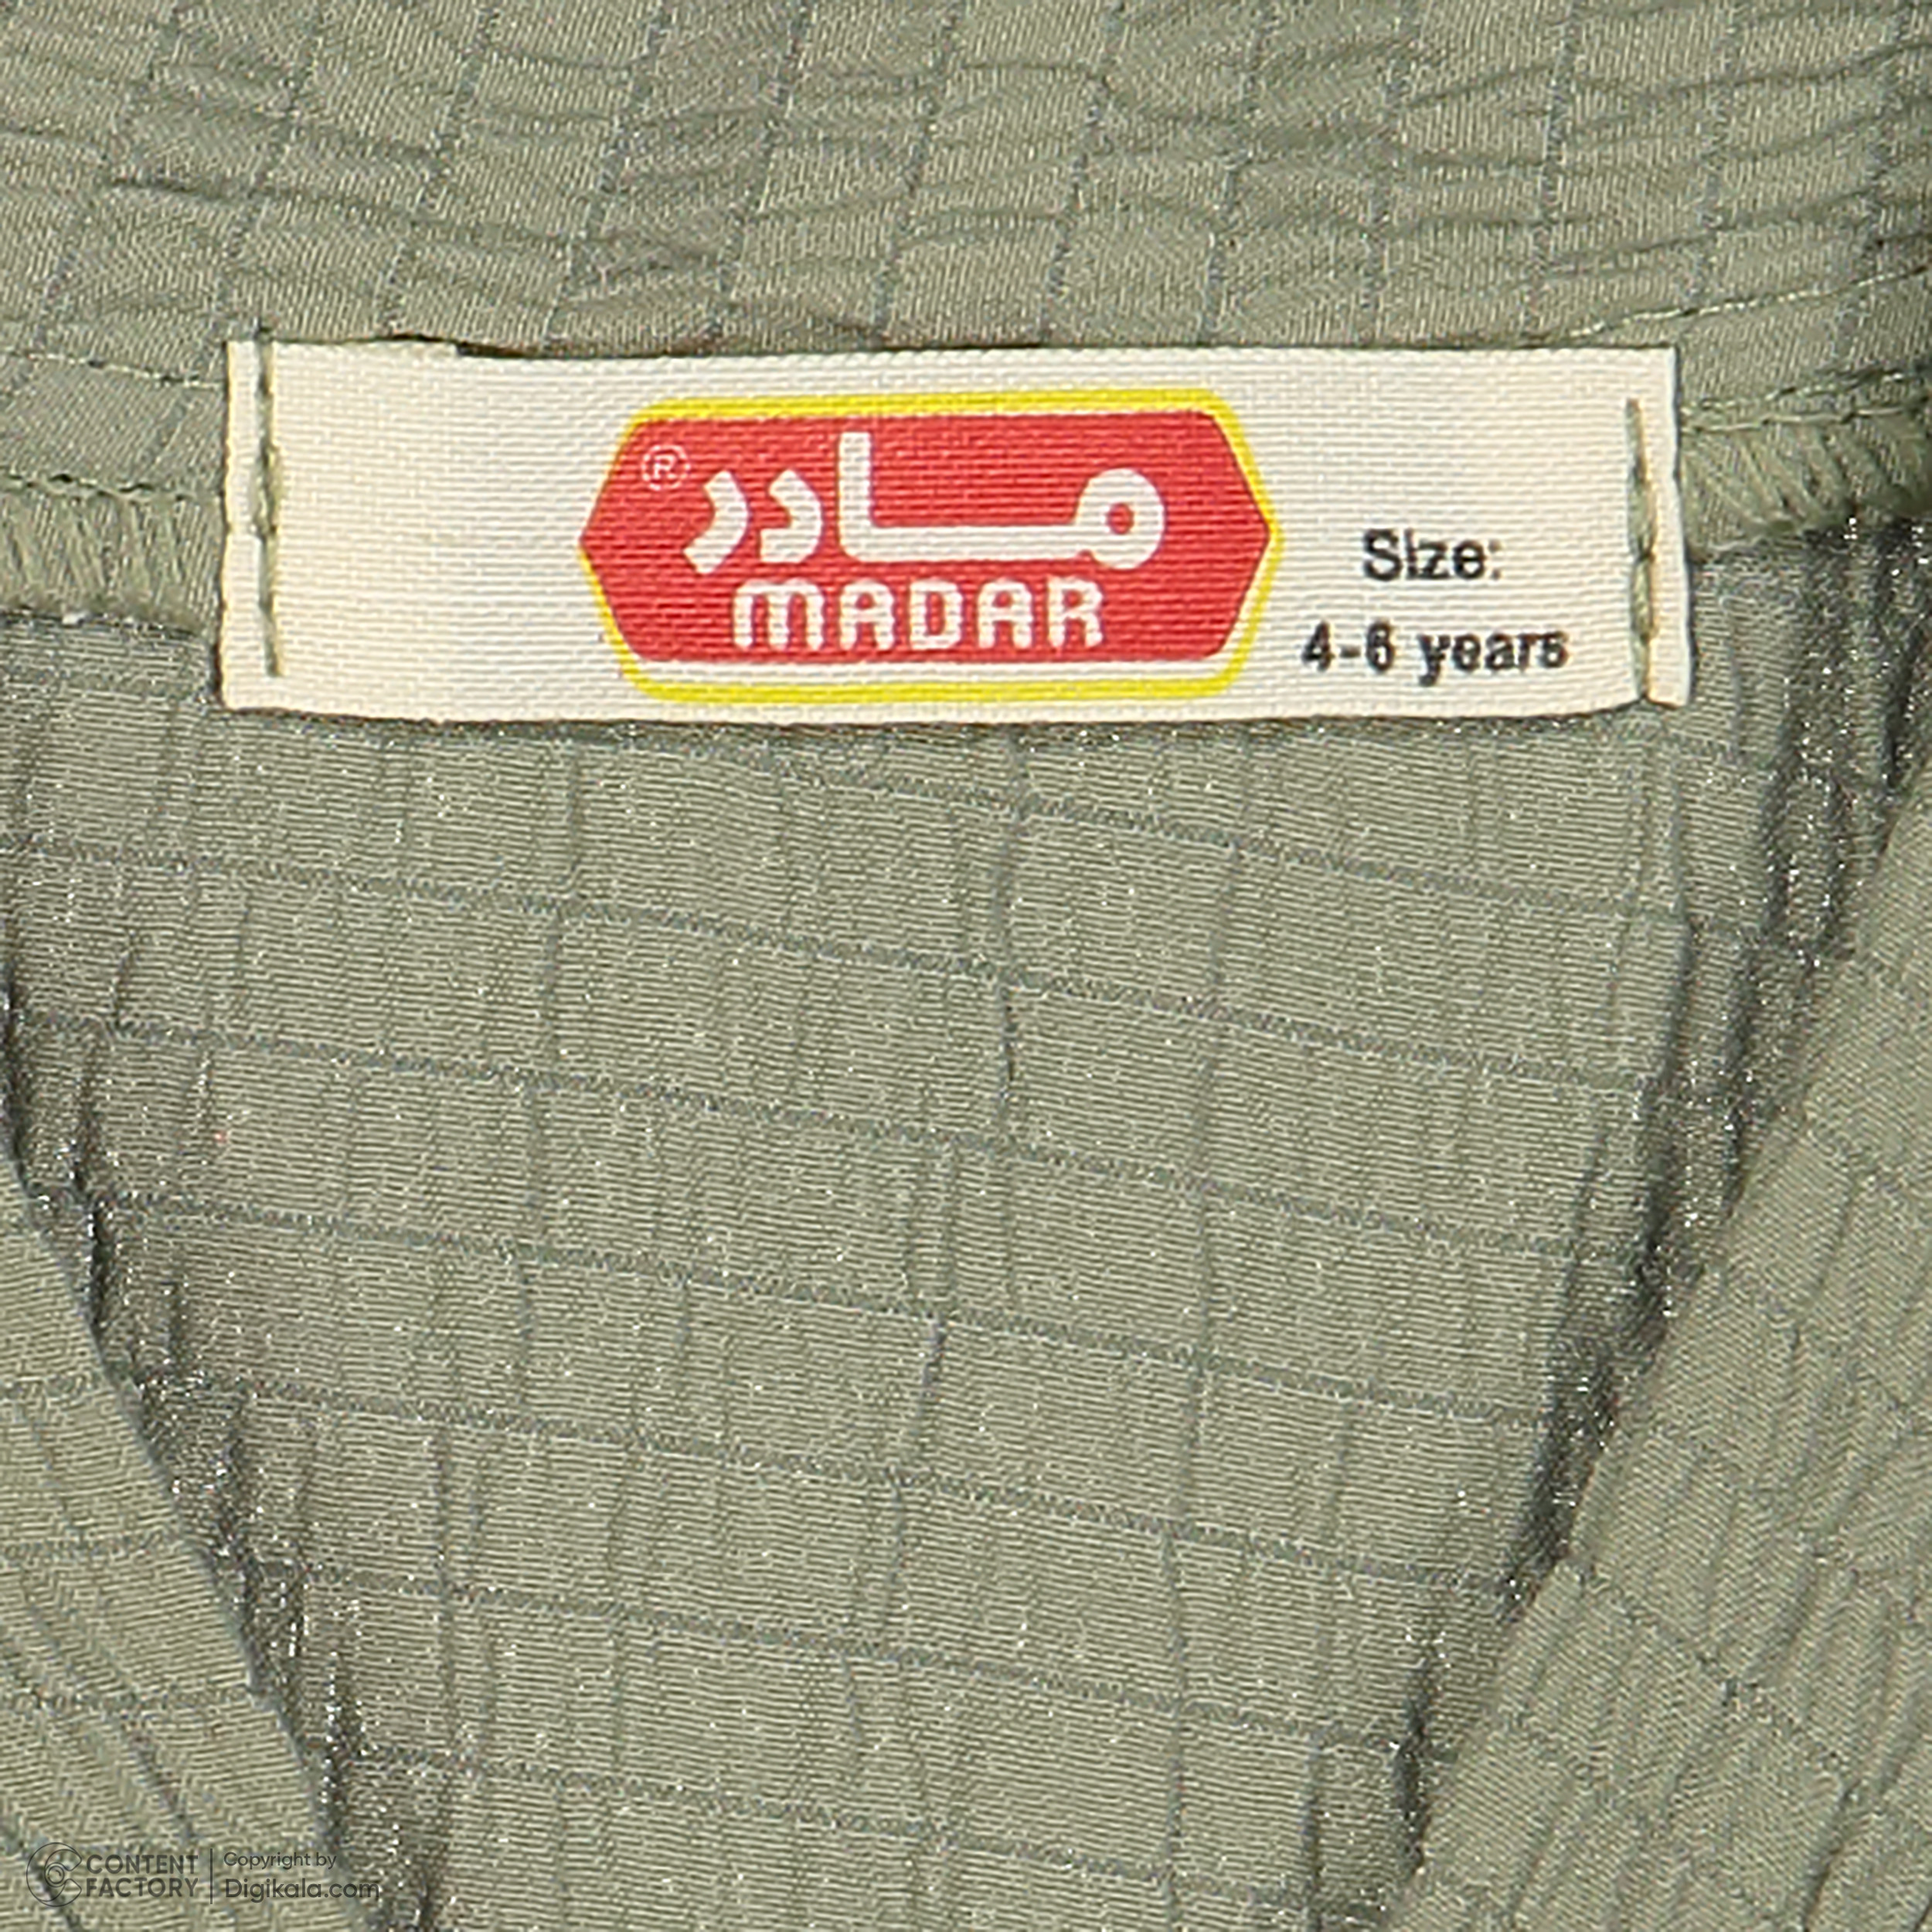 مادر ®
MADAR
Size:
4-6 years
CONTENT FACTORY
Copyright by
Digikala.com